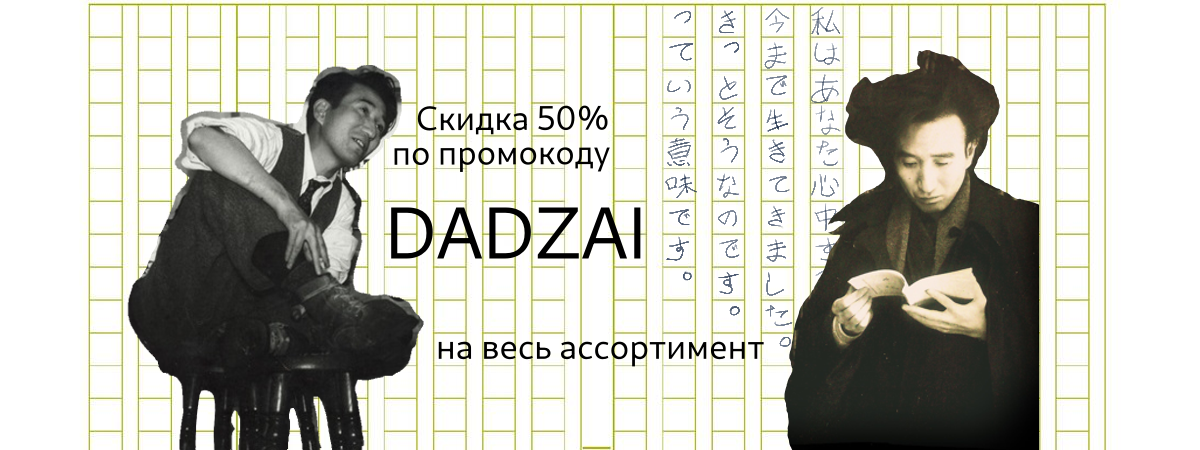 Скидка 50%
по промокоду
DADZAI
на весь ассортимент
私はあなた心中す
今まで生きてきました。
きっとそうなのです。
っていう意味です。